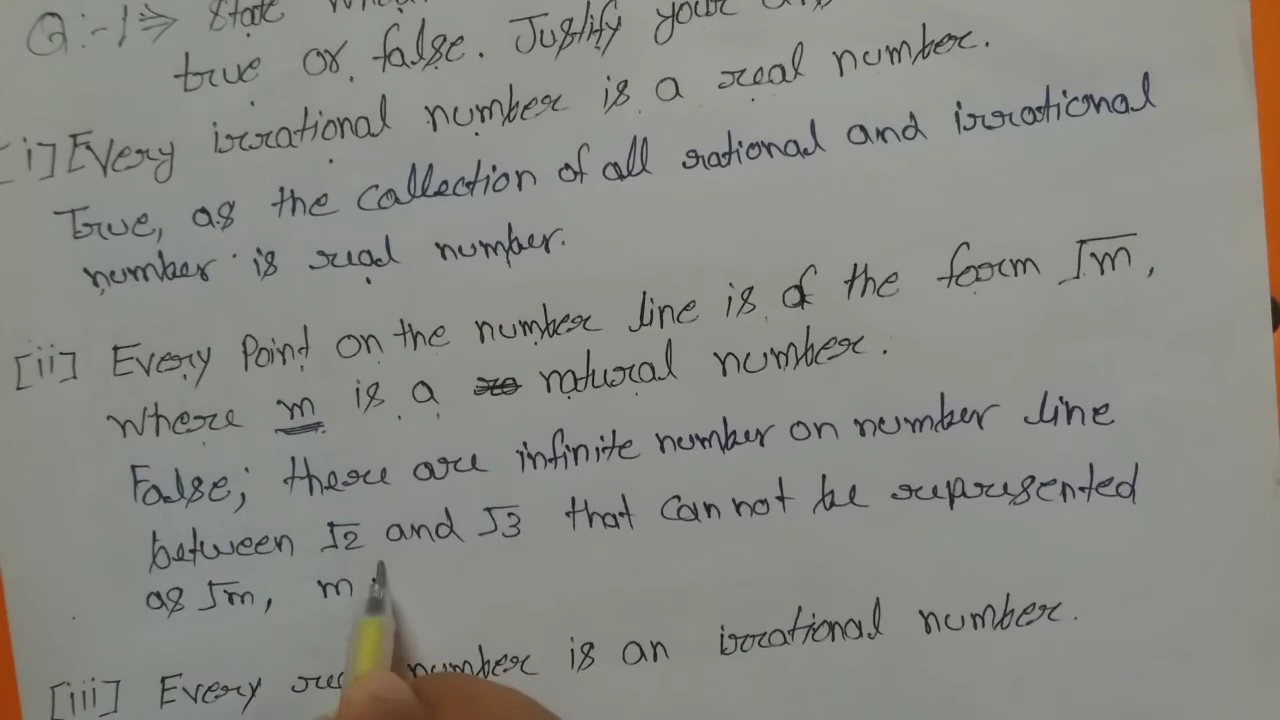 Q:-1⇒ State
true or false. Justify your
[i] Every irrational number is a real number.
True, as the collection of all rational and irrational
number is real number.
[ii] Every Point on the number line is of the form √m,
where m is a natural number.
False; there are infinite number on number line
between √2 and √3 that can not be represented
as √m, m
[iii] Every number is an irrational number.